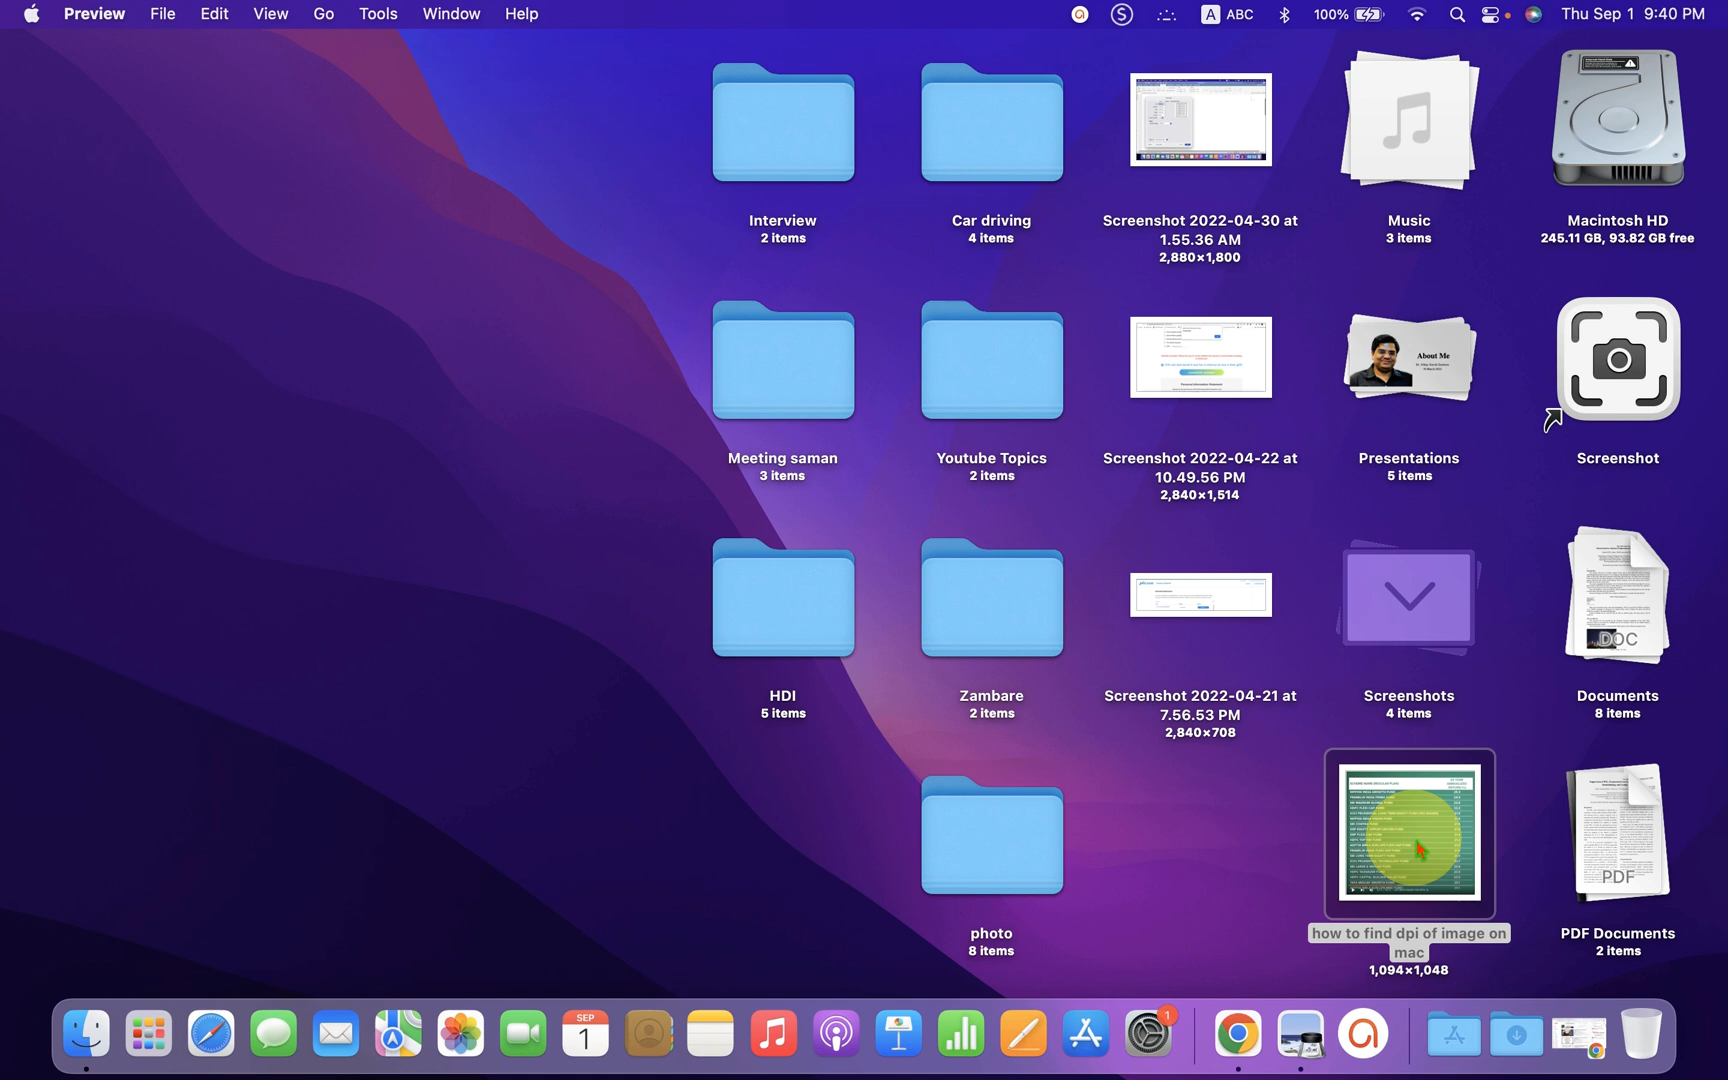 Preview File Edit View Go Tools Window Help
A ABC 100% Thu Sep 1 9:40 PM
Interview
2 items
Car driving
4 items
Screenshot 2022-04-30 at
1.55.36 AM
2,880×1,800
Music
3 items
Macintosh HD
245.11 GB, 93.82 GB free
Meeting saman
3 items
Youtube Topics
2 items
Screenshot 2022-04-22 at
10.49.56 PM
2,840×1,514
About Me
Presentations
5 items
Screenshot
HDI
5 items
Zambare
2 items
Screenshot 2022-04-21 at
7.56.53 PM
2,840×708
Screenshots
4 items
DOC
Documents
8 items
photo
8 items
how to find dpi of image on
mac
1,094×1,048
PDF
PDF Documents
2 items
SEP
1
1